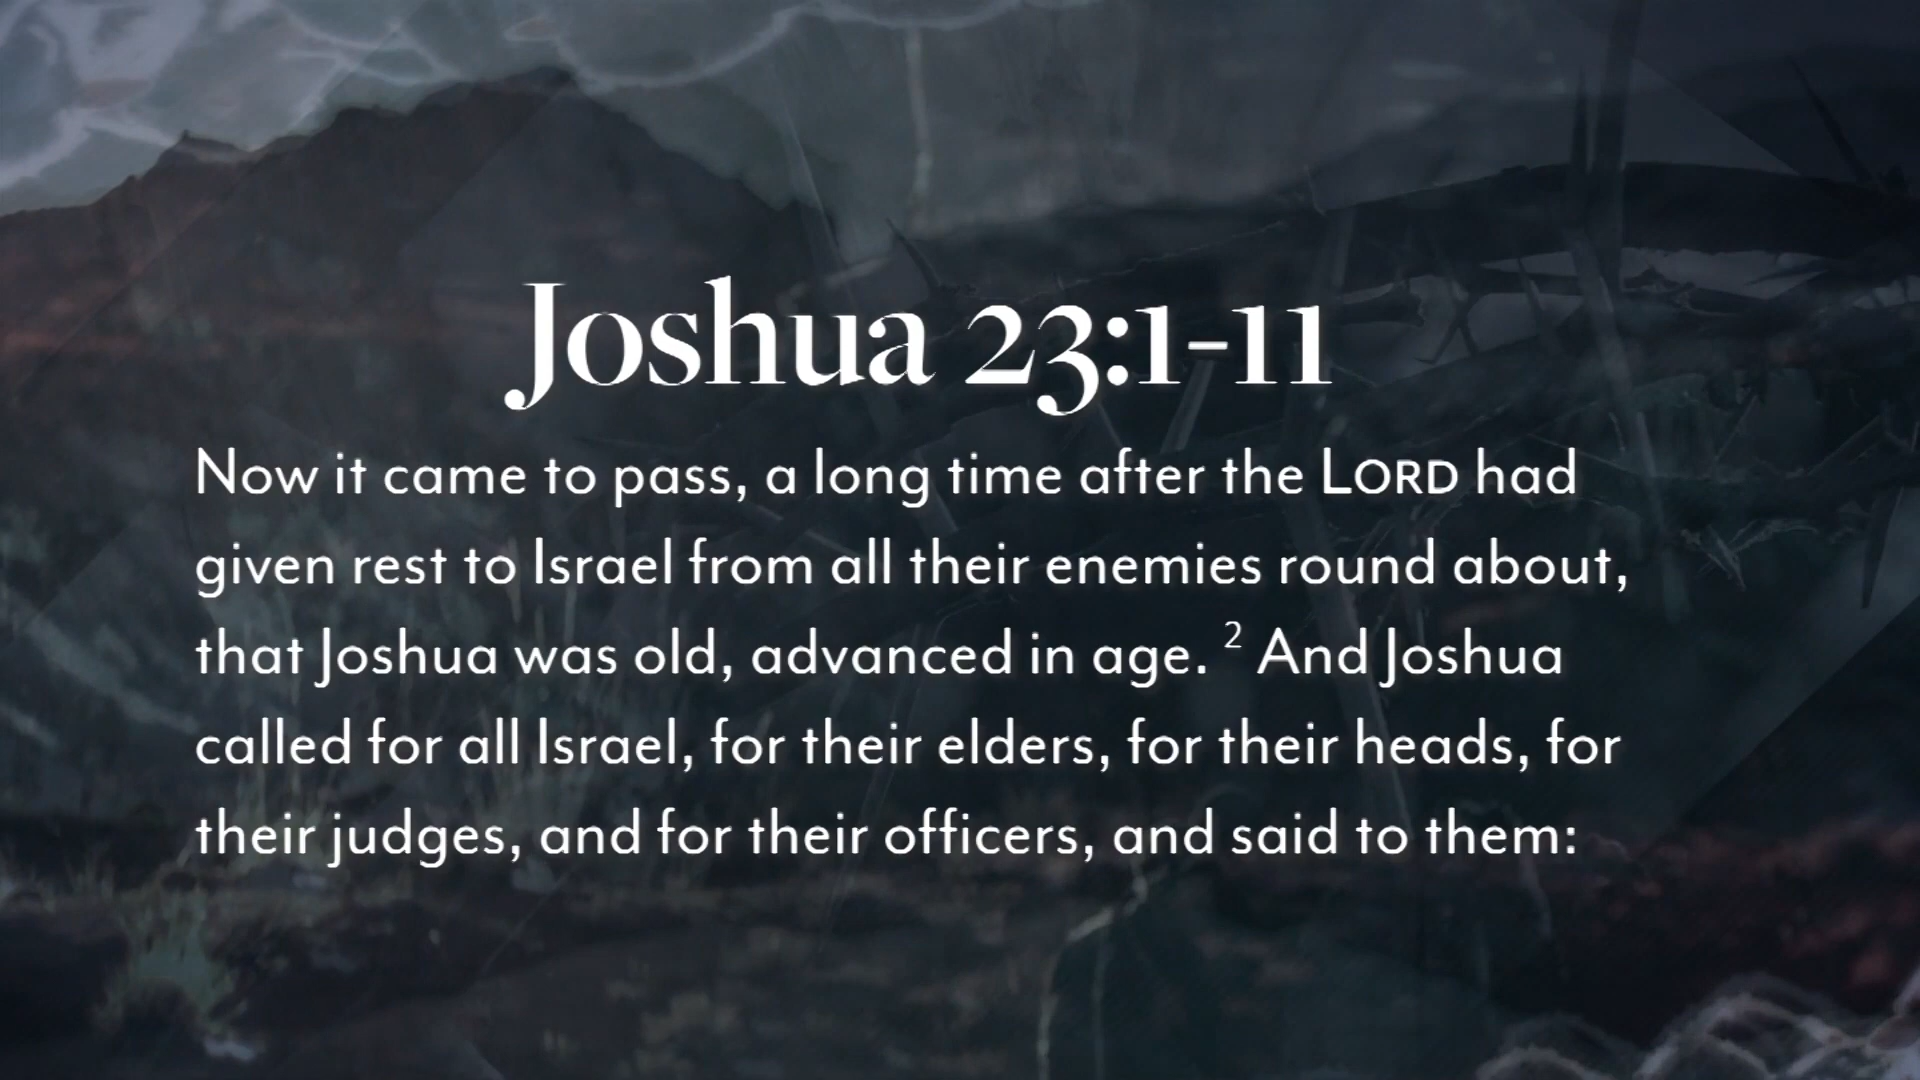 Joshua 23:1-11
Now it came to pass, a long time after the LORD had
given rest to Israel from all their enemies round about,
that Joshua was old, advanced in age. 2 And Joshua
called for all Israel, for their elders, for their heads, for
their judges, and for their officers, and said to them: